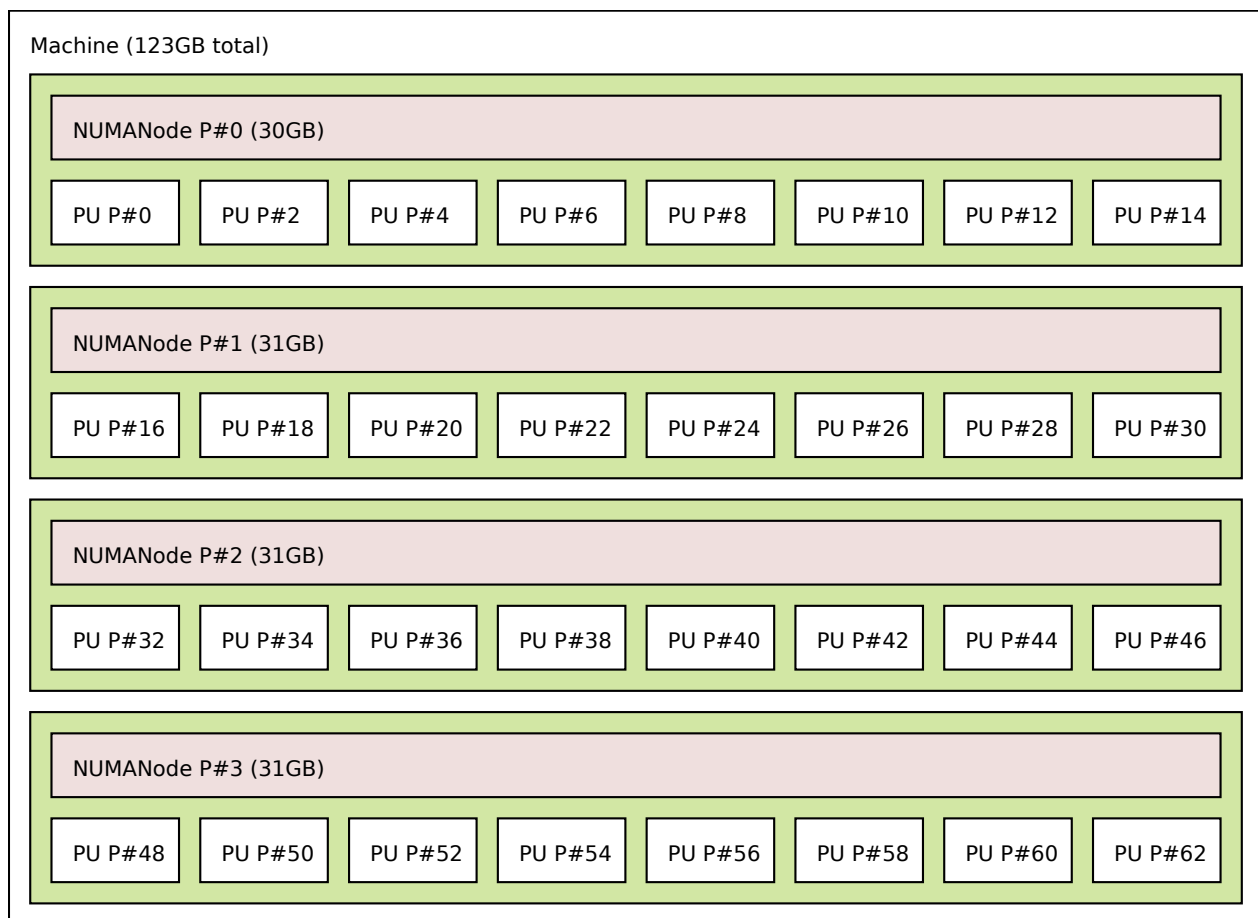 Machine (123GB total)
NUMANode P#0 (30GB)
PU P#0 PU P#2 PU P#4 PU P#6 PU P#8 PU P#10 PU P#12 PU P#14
NUMANode P#1 (31GB)
PU P#16 PU P#18 PU P#20 PU P#22 PU P#24 PU P#26 PU P#28 PU P#30
NUMANode P#2 (31GB)
PU P#32 PU P#34 PU P#36 PU P#38 PU P#40 PU P#42 PU P#44 PU P#46
NUMANode P#3 (31GB)
PU P#48 PU P#50 PU P#52 PU P#54 PU P#56 PU P#58 PU P#60 PU P#62